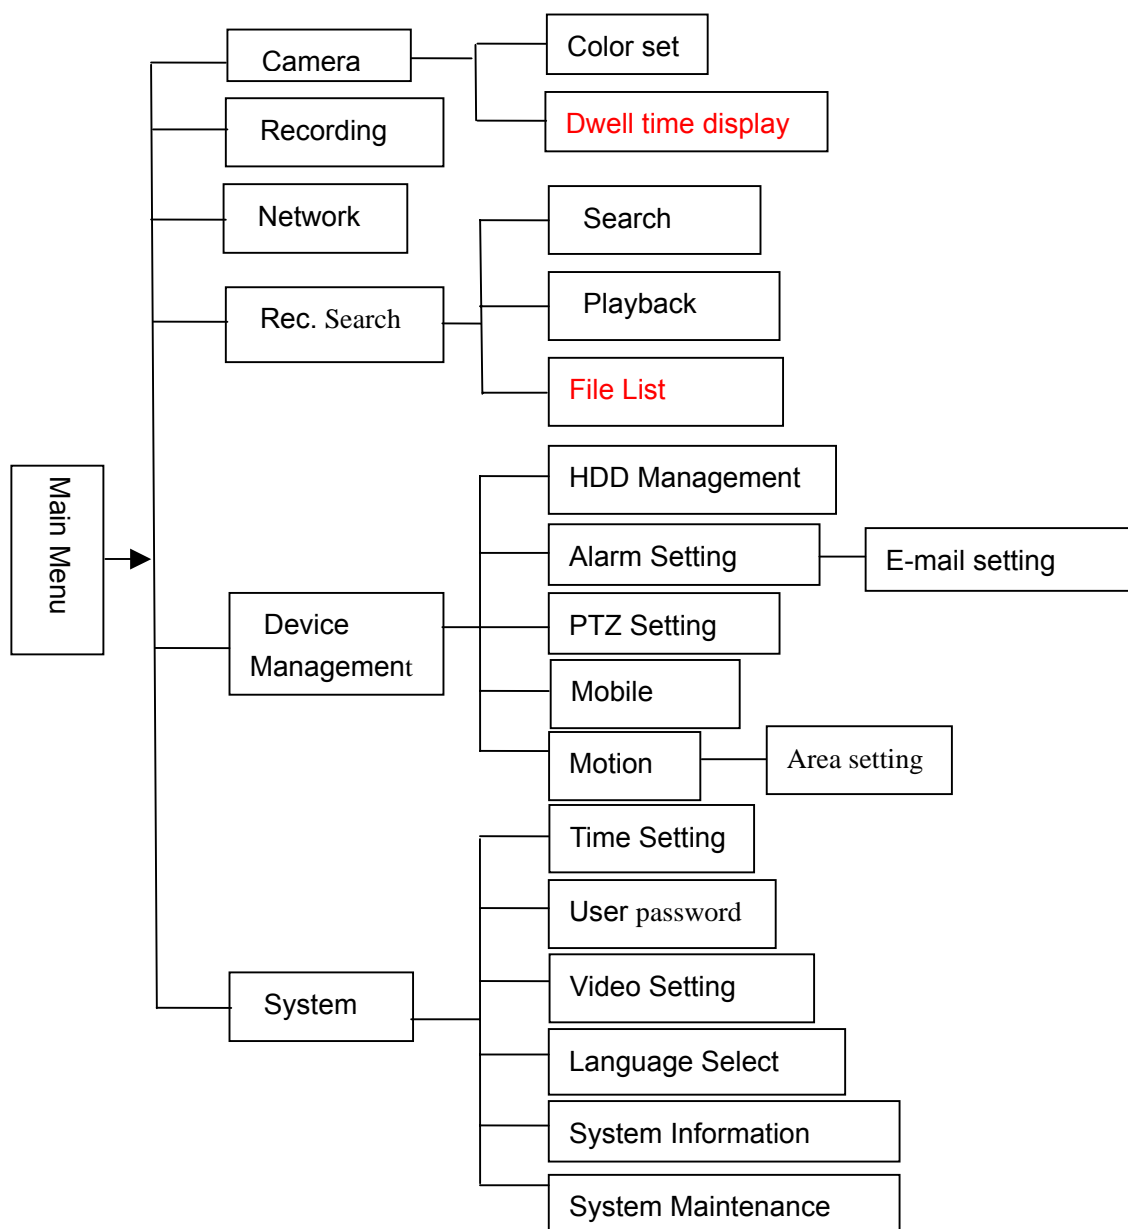 Main Menu
Camera
Color set
Dwell time display
Recording
Network
Rec. Search
Search
Playback
File List
Device
Management
HDD Management
Alarm Setting
E-mail setting
PTZ Setting
Mobile
Motion
Area setting
System
Time Setting
User password
Video Setting
Language Select
System Information
System Maintenance